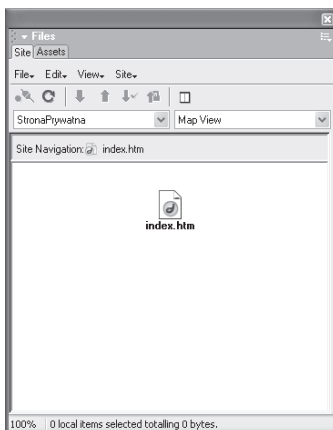 Files
Site Assets
File Edit View Site
StronaPrywatna Map View
Site Navigation: index.htm
index.htm
100% 0 local items selected totalling 0 bytes.